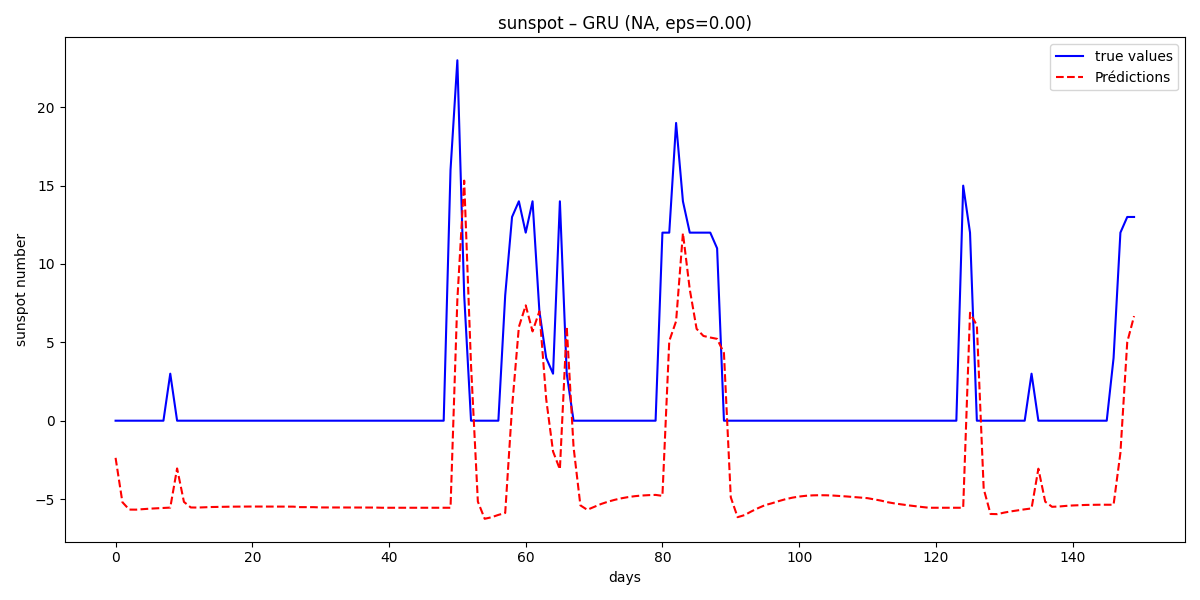 sunspot – GRU (NA, eps=0.00)
true values
Prédictions
sunspot number
20
15
10
5
0
−5
0 20 40 60 80 100 120 140
days